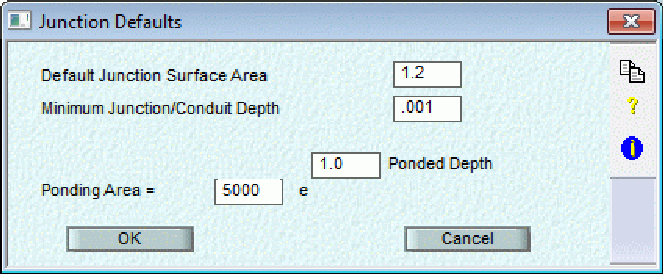 Junction Defaults
Default Junction Surface Area 1.2
Minimum Junction/Conduit Depth .001
1.0 Ponded Depth
Ponding Area = 5000 e
OK Cancel
?
i